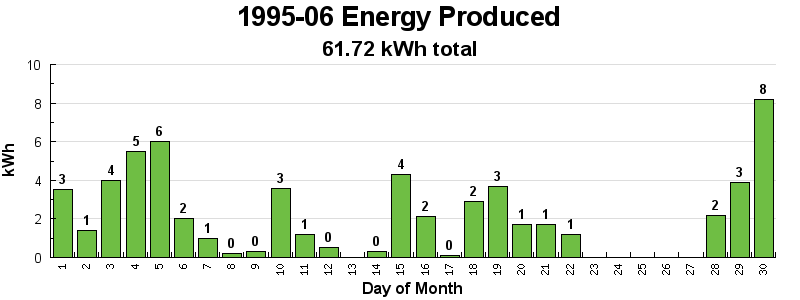 1995-06 Energy Produced
61.72 kWh total
10
8
6
4
2
0
kWh
3 1 4 5 6 2 1 0 0 3 1 0 0 4 2 0 2 3 1 1 1 2 3 8
1 2 3 4 5 6 7 8 9 10 11 12 13 14 15 16 17 18 19 20 21 22 23 24 25 26 27 28 29 30
Day of Month